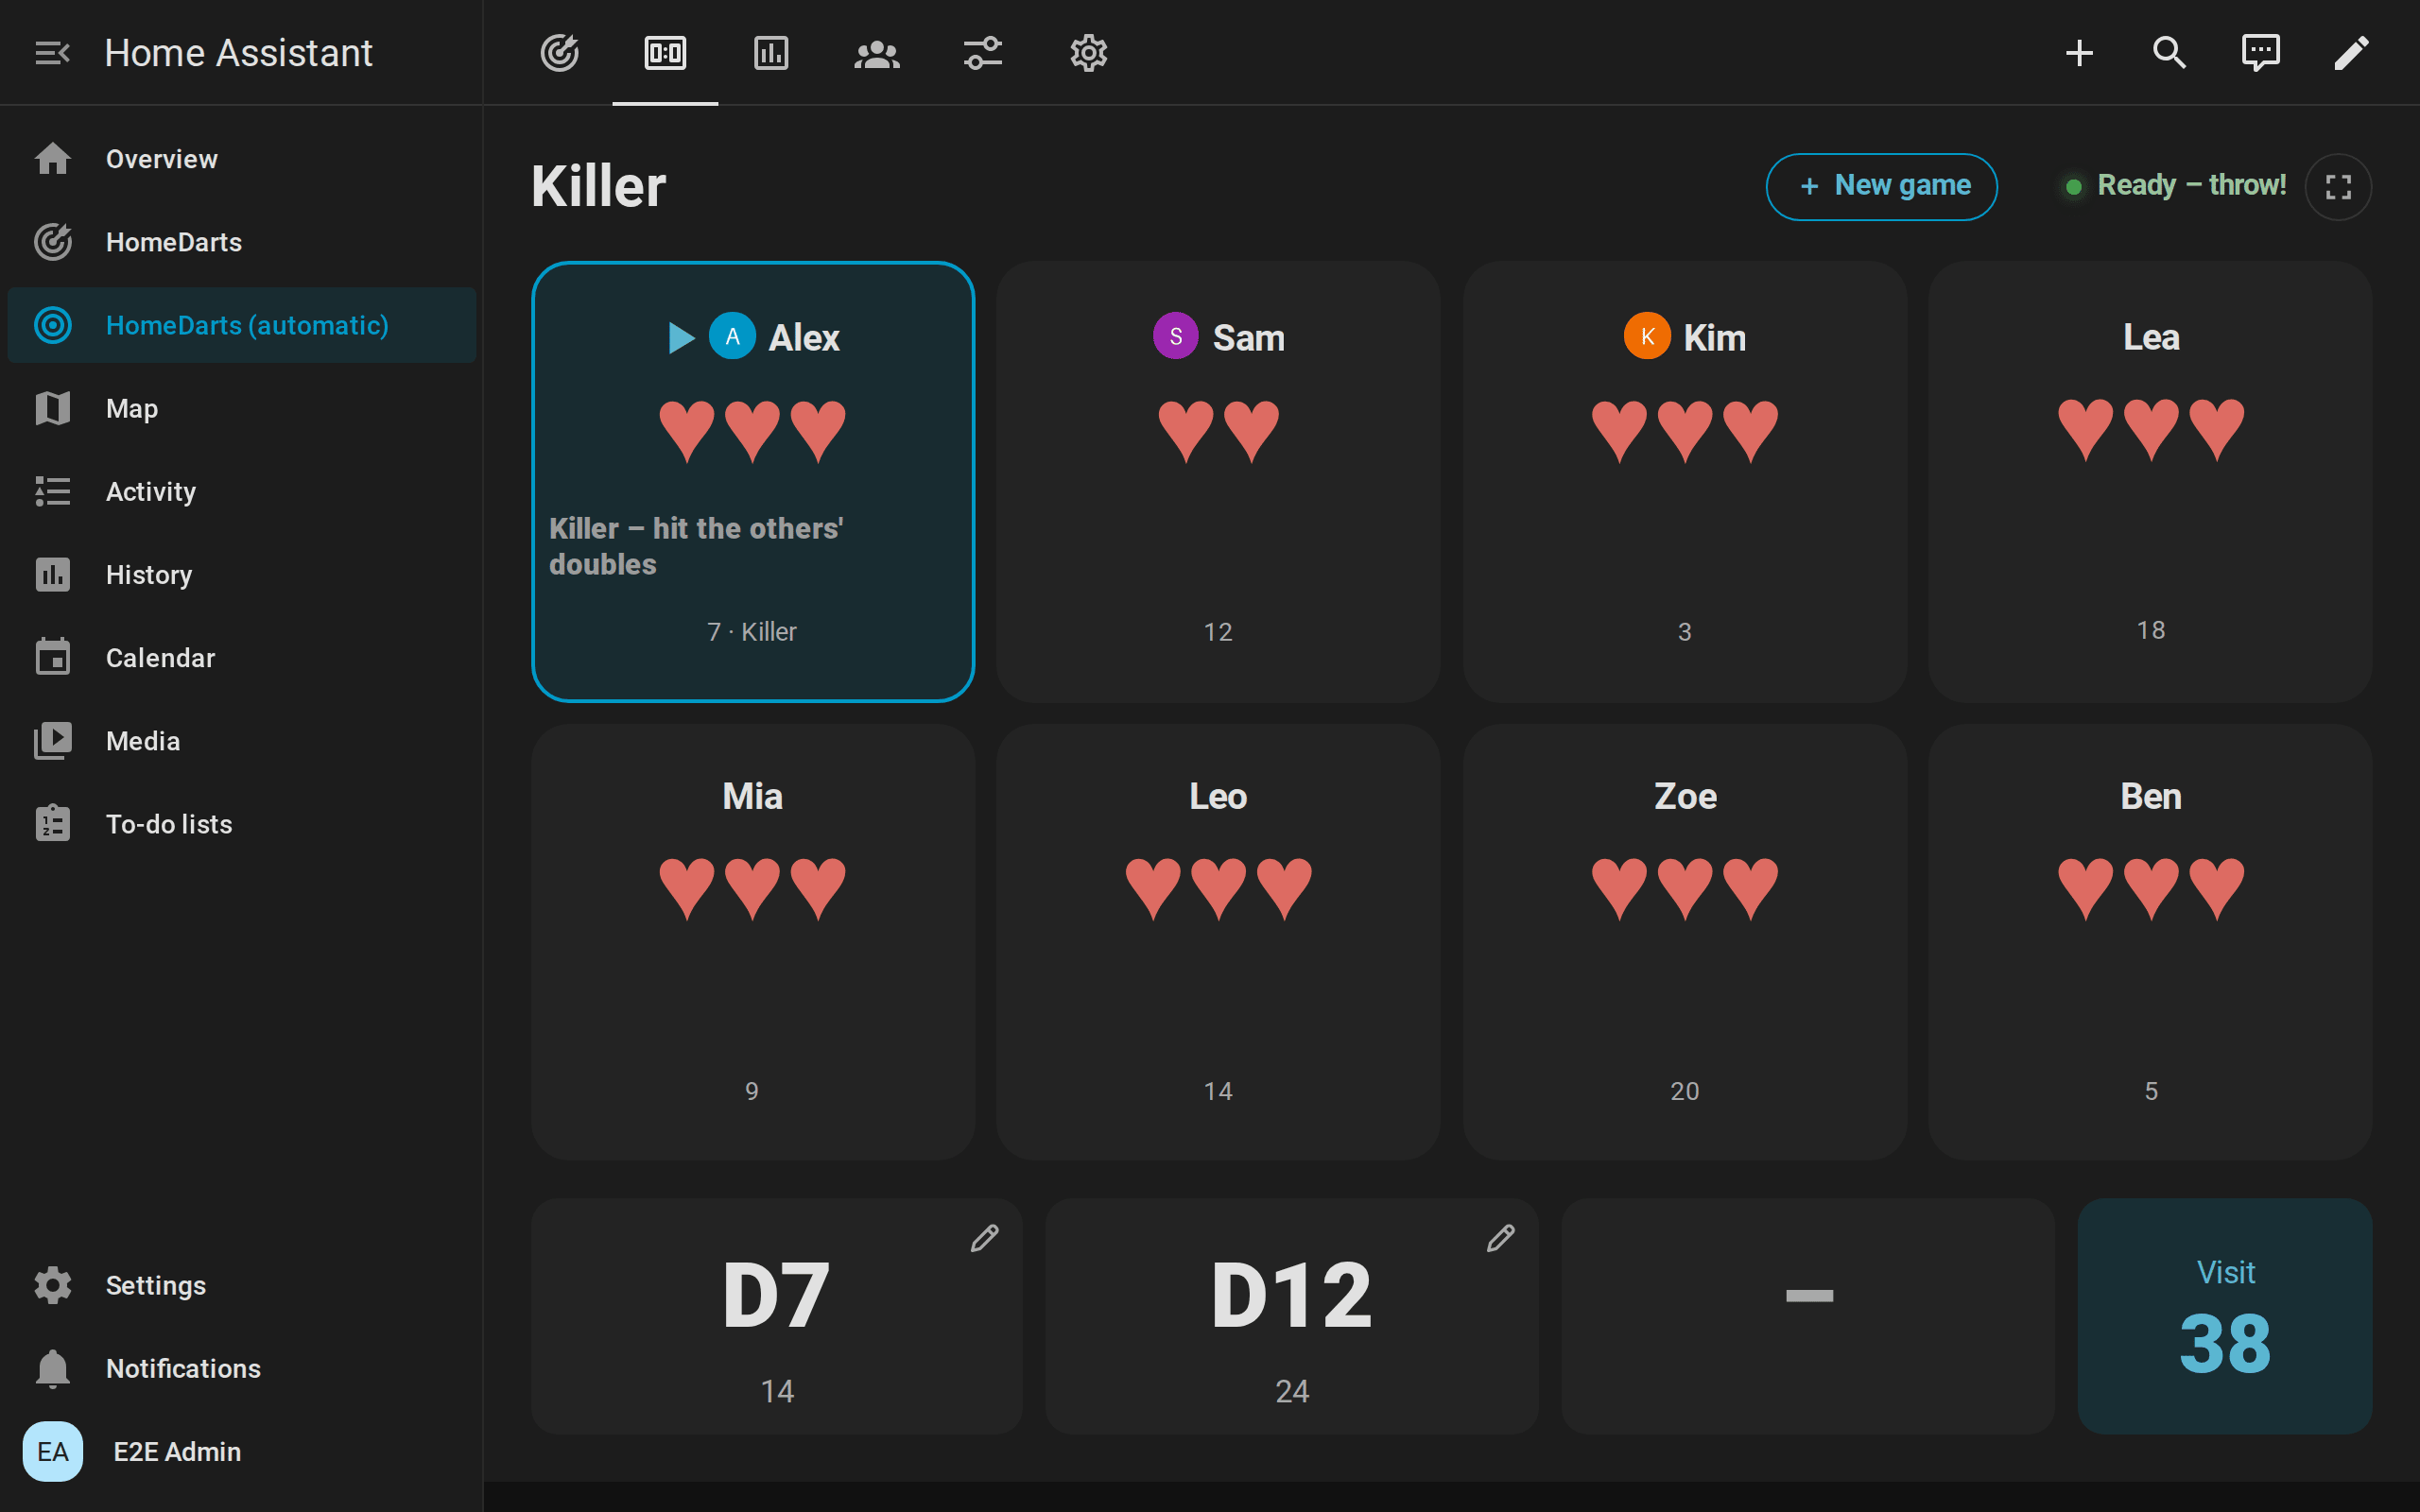 Home Assistant
Overview
HomeDarts
HomeDarts (automatic)
Map
Activity
History
Calendar
Media
To-do lists
Settings
Notifications
EA E2E Admin
Killer
+ New game
Ready – throw!
A Alex
Killer – hit the others'
doubles
7 · Killer
S Sam
12
K Kim
3
Lea
18
Mia
9
Leo
14
Zoe
20
Ben
5
D7
14
D12
24
–
Visit
38